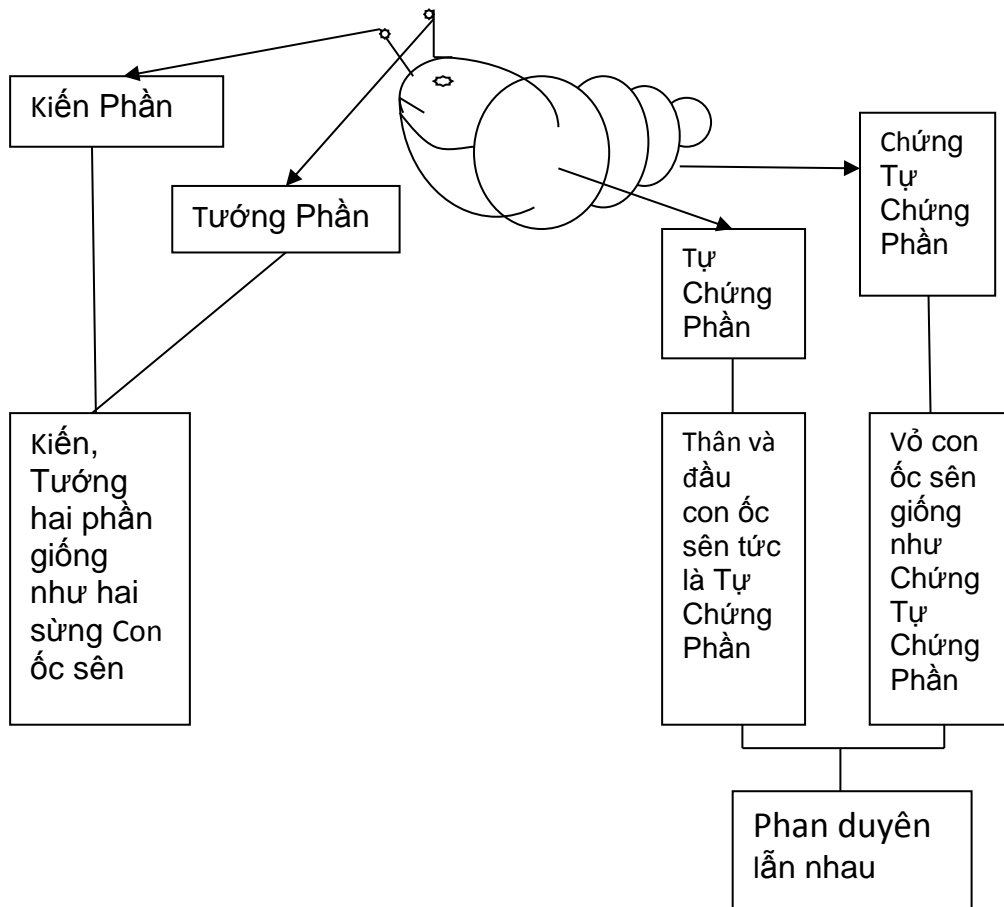 Kiến Phần
Tướng Phần
Chứng
Tự
Chứng
Phần
Tự
Chứng
Phần
Kiến,
Tướng
hai phần
giống
như hai
sừng Con
ốc sên
Thân và
đầu
con ốc
sên tức
là Tự
Chứng
Phần
Vỏ con
ốc sên
giống
như
Chứng
Tự
Chứng
Phần
Phan duyên
lẫn nhau